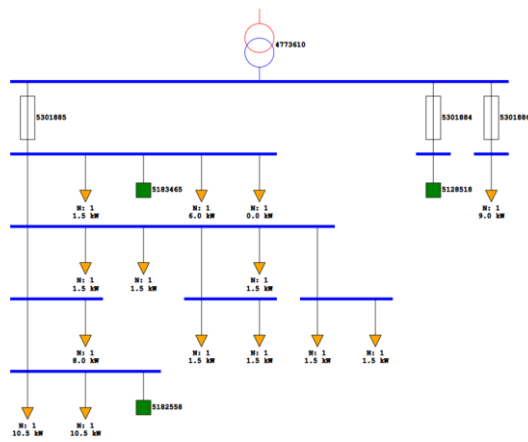 4773610
5301885
5301884
5301886
5183465
5128518
N: 1
1.5 kW
N: 1
6.0 kW
N: 1
0.0 kW
N: 1
9.0 kW
N: 1
1.5 kW
N: 1
1.5 kW
N: 1
1.5 kW
N: 1
8.0 kW
N: 1
1.5 kW
N: 1
1.5 kW
N: 1
1.5 kW
N: 1
1.5 kW
5182558
N: 1
10.5 kW
N: 1
10.5 kW